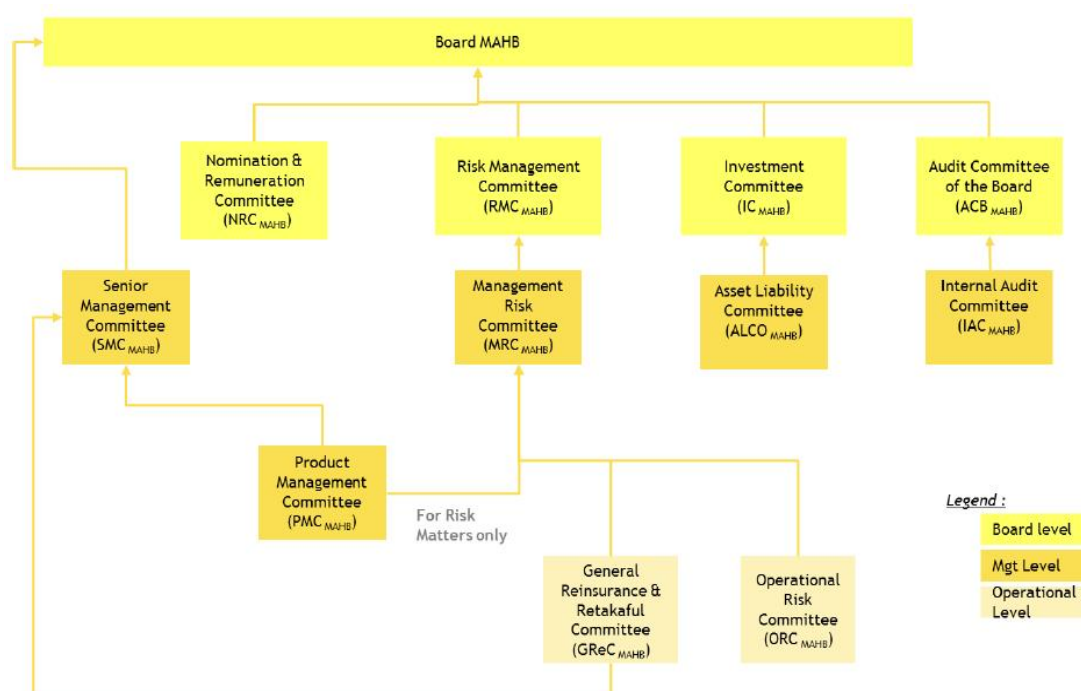 Board MAHB
Nomination &
Remuneration
Committee
(NRC MAHB)
Risk Management
Committee
(RMC MAHB)
Investment
Committee
(IC MAHB)
Audit Committee
of the Board
(ACB MAHB)
Senior
Management
Committee
(SMC MAHB)
Management
Risk
Committee
(MRC MAHB)
Asset Liability
Committee
(ALCO MAHB)
Internal Audit
Committee
(IAC MAHB)
Product
Management
Committee
(PMC MAHB)
For Risk
Matters only
General
Reinsurance &
Retakaful
Committee
(GReC MAHB)
Operational
Risk
Committee
(ORC MAHB)
Legend :
Board level
Mgt Level
Operational
Level